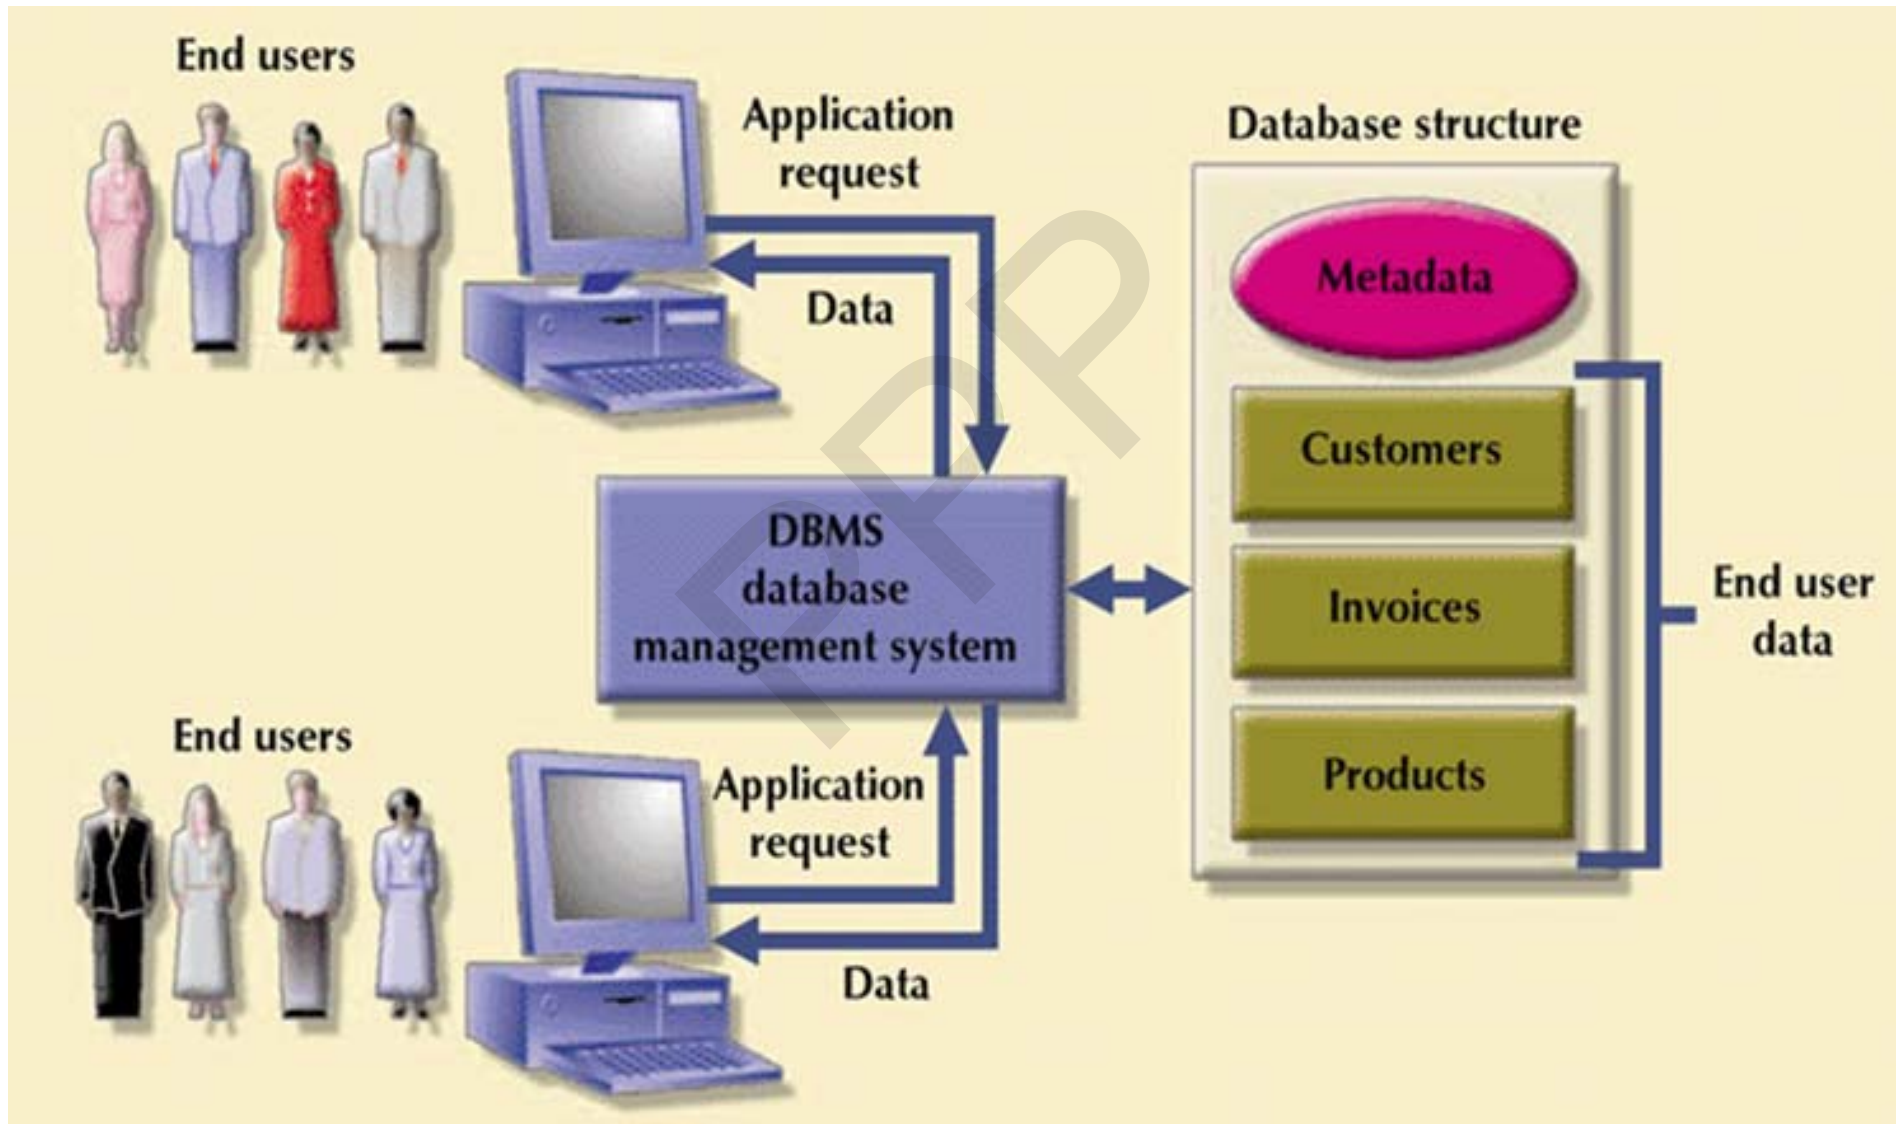 End users
Application
request
Data
Database structure
Metadata
Customers
Invoices
Products
End user
data
DBMS
database
management system
End users
Application
request
Data
PPP